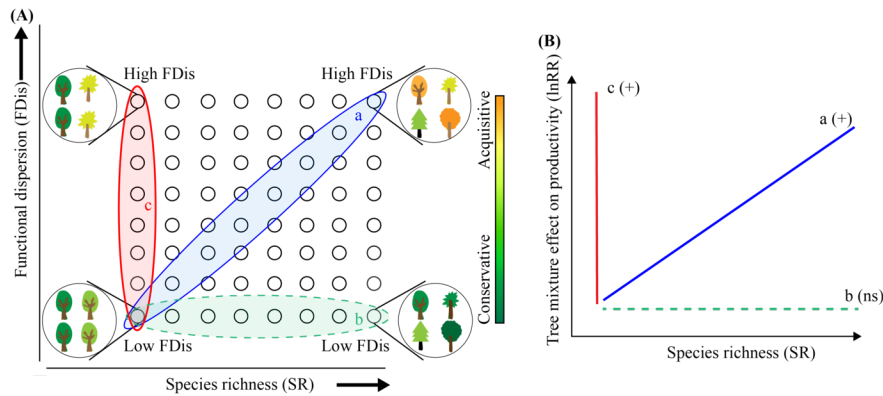 (A)
Functional dispersion (FDis)
High FDis
High FDis
a
c
b
Low FDis
Low FDis
Species richness (SR)
Acquisitive
Conservative
(B)
Tree mixture effect on productivity (lnRR)
c (+)
a (+)
b (ns)
Species richness (SR)